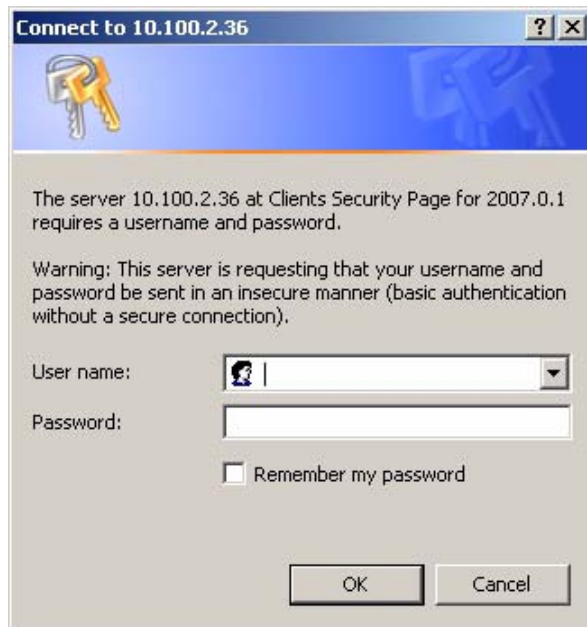 Connect to 10.100.2.36
The server 10.100.2.36 at Clients Security Page for 2007.0.1
requires a username and password.
Warning: This server is requesting that your username and
password be sent in an insecure manner (basic authentication
without a secure connection).
User name:
Password:
Remember my password
OK Cancel